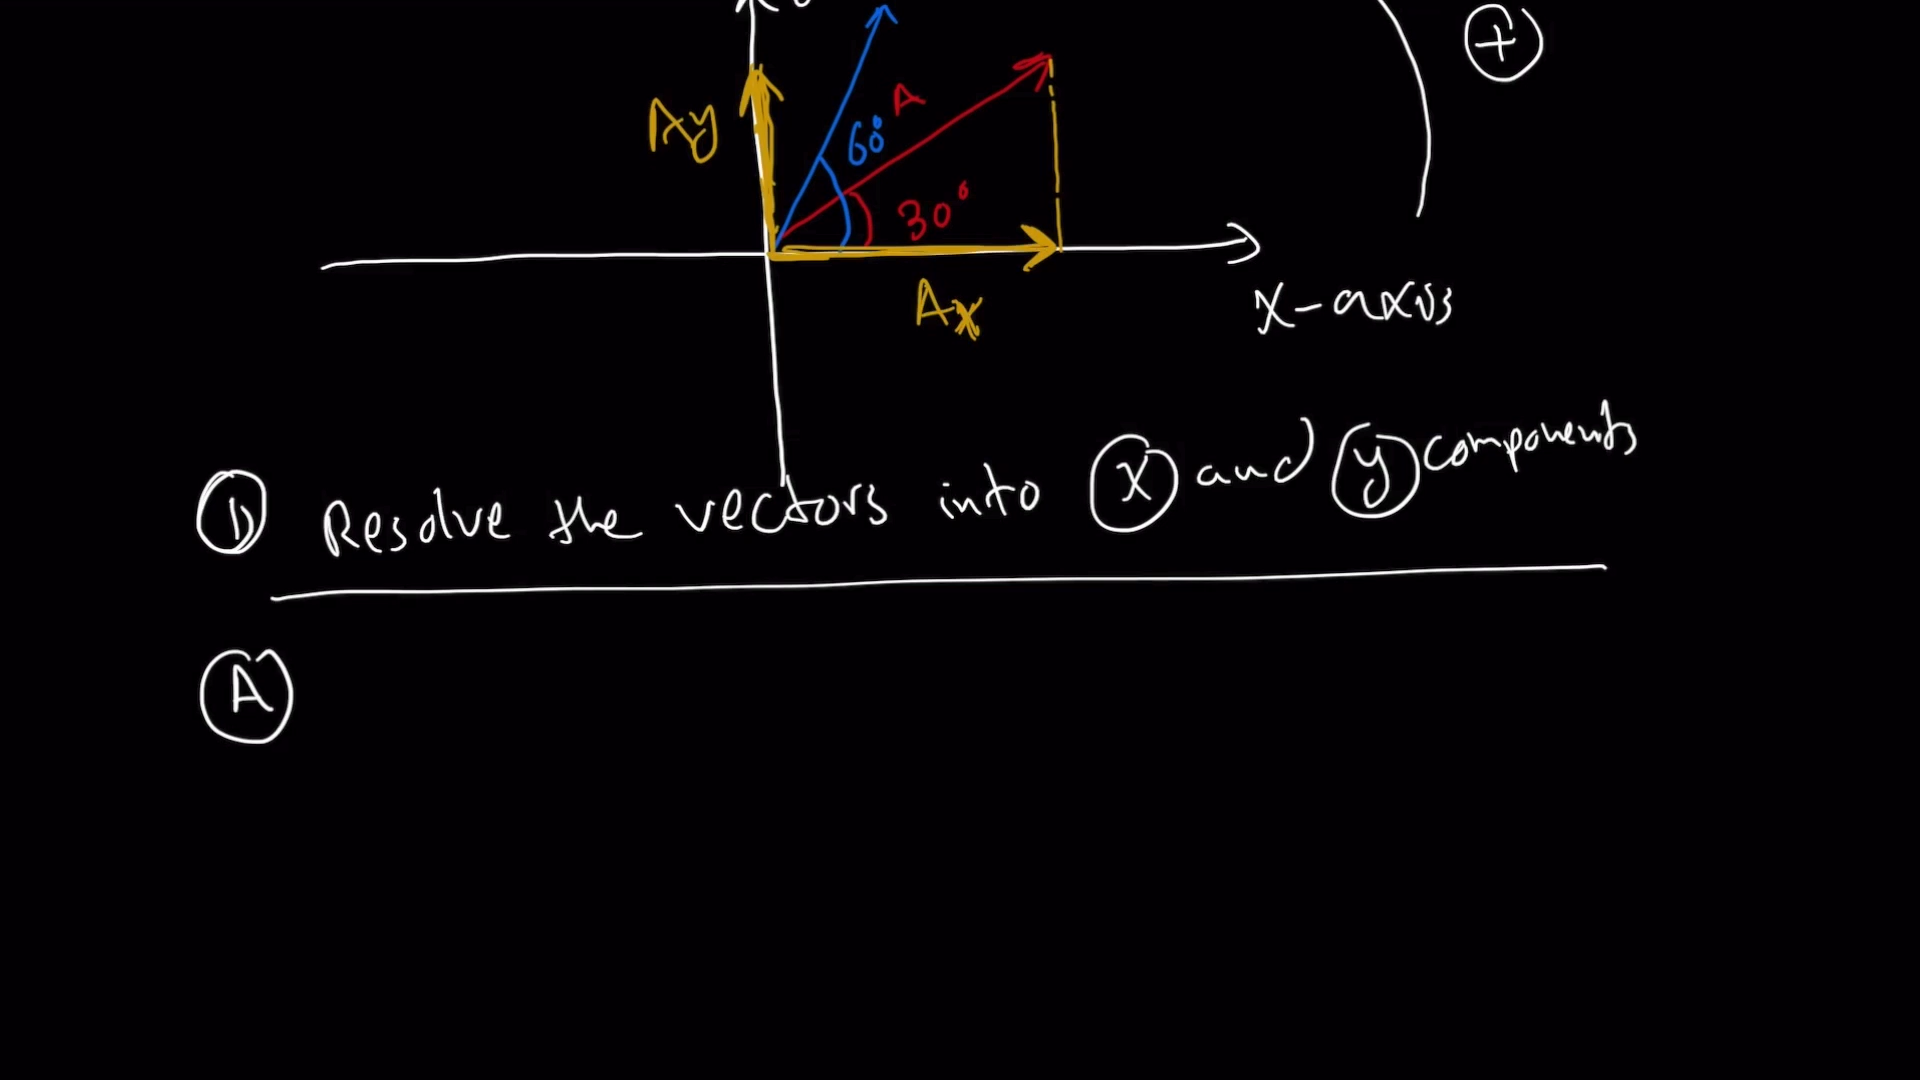 +
A
60°
Ay
30°
Ax
x-axis
1) Resolve the vectors into x and y components
A